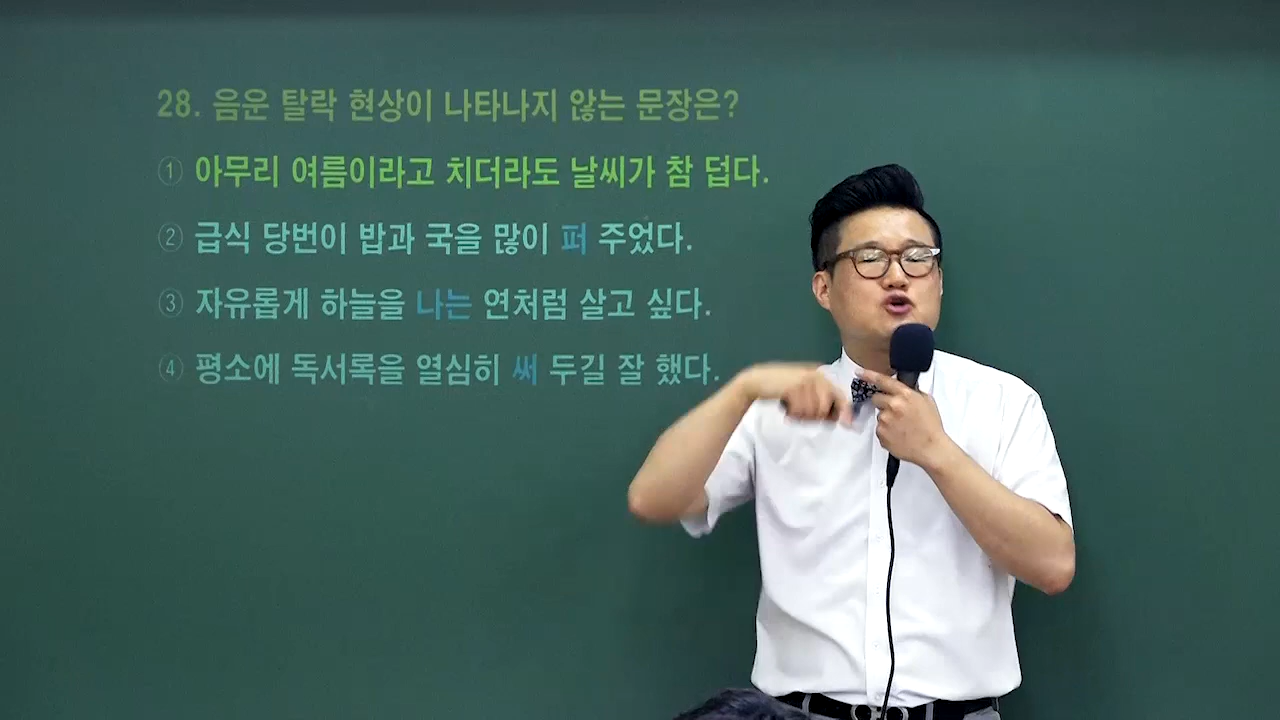 28. 음운 탈락 현상이 나타나지 않는 문장은?
① 아무리 여름이라고 치더라도 날씨가 참 덥다.
② 급식 당번이 밥과 국을 많이 퍼 주었다.
③ 자유롭게 하늘을 나는 연처럼 살고 싶다.
④ 평소에 독서록을 열심히 써 두길 잘 했다.